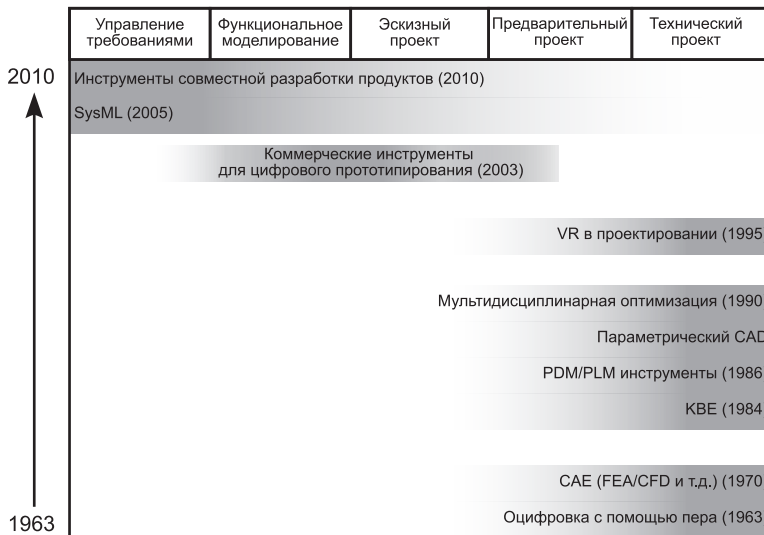 Управление
требованиями
Функциональное
моделирование
Эскизный
проект
Предварительный
проект
Технический
проект
2010
Инструменты совместной разработки продуктов (2010)
SysML (2005)
Коммерческие инструменты
для цифрового прототипирования (2003)
VR в проектировании (1995
Мультидисциплинарная оптимизация (1990
Параметрический CAD
PDM/PLM инструменты (1986
KBE (1984
CAE (FEA/CFD и т.д.) (1970
Оцифровка с помощью пера (1963
1963